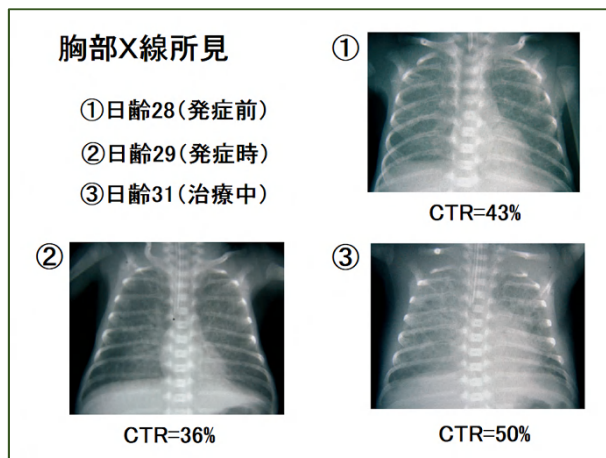 胸部X線所見
①日齢28(発症前)
②日齢29(発症時)
③日齢31(治療中)
①
CTR=43%
②
CTR=36%
③
CTR=50%